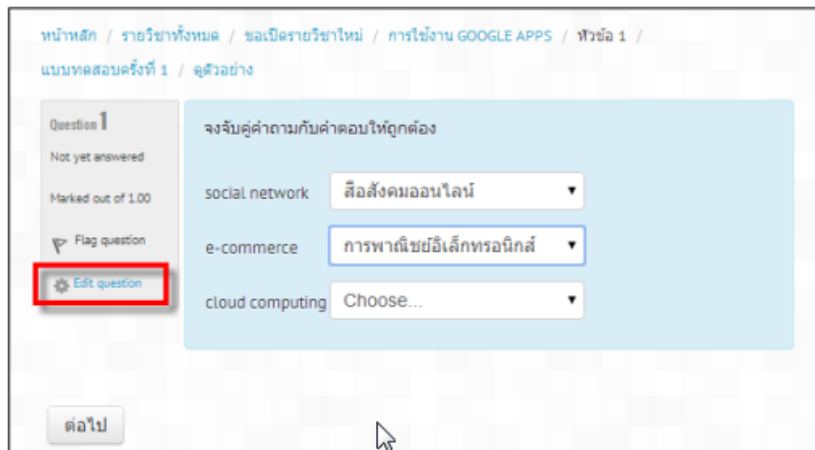 หน้าหลัก / รายวิชาทั้งหมด / ขอเปิดรายวิชาใหม่ / การใช้งาน GOOGLE APPS / หัวข้อ 1 /
แบบทดสอบครั้งที่ 1 / ดูตัวอย่าง
Question 1
Not yet answered
Marked out of 1.00
Flag question
Edit question
จงจับคู่คำถามกับคำตอบให้ถูกต้อง
social network สื่อสังคมออนไลน์
e-commerce การพาณิชย์อิเล็กทรอนิกส์
cloud computing Choose...
ต่อไป